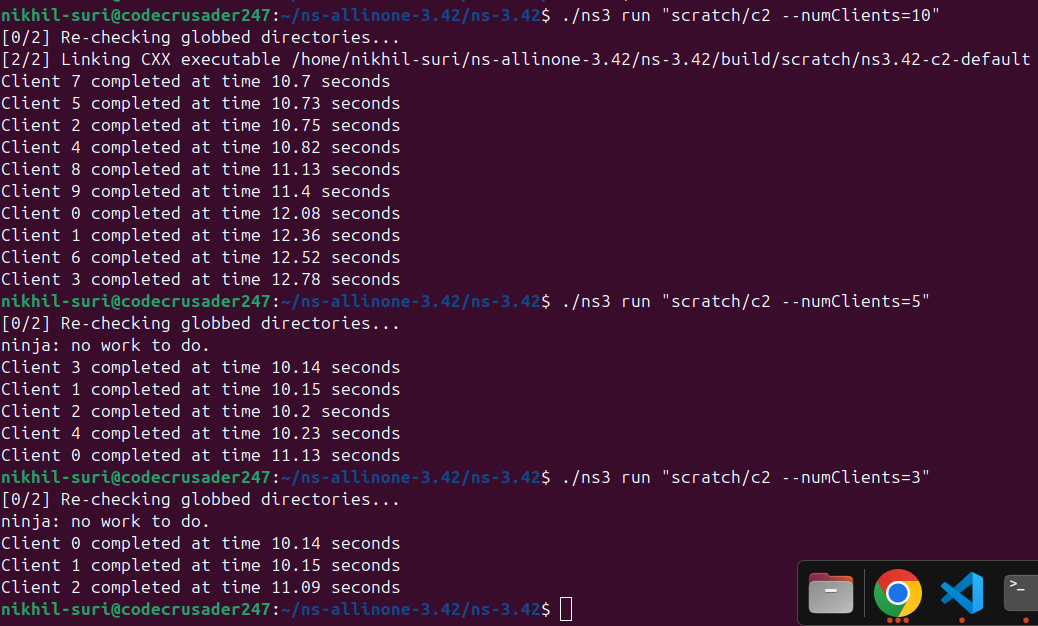 nikhil-suri@codecrusader247:~/ns-allinone-3.42/ns-3.42$ ./ns3 run "scratch/c2 --numClients=10"
[0/2] Re-checking globbed directories...
[2/2] Linking CXX executable /home/nikhil-suri/ns-allinone-3.42/ns-3.42/build/scratch/ns3.42-c2-default
Client 7 completed at time 10.7 seconds
Client 5 completed at time 10.73 seconds
Client 2 completed at time 10.75 seconds
Client 4 completed at time 10.82 seconds
Client 8 completed at time 11.13 seconds
Client 9 completed at time 11.4 seconds
Client 0 completed at time 12.08 seconds
Client 1 completed at time 12.36 seconds
Client 6 completed at time 12.52 seconds
Client 3 completed at time 12.78 seconds
nikhil-suri@codecrusader247:~/ns-allinone-3.42/ns-3.42$ ./ns3 run "scratch/c2 --numClients=5"
[0/2] Re-checking globbed directories...
ninja: no work to do.
Client 3 completed at time 10.14 seconds
Client 1 completed at time 10.15 seconds
Client 2 completed at time 10.2 seconds
Client 4 completed at time 10.23 seconds
Client 0 completed at time 11.13 seconds
nikhil-suri@codecrusader247:~/ns-allinone-3.42/ns-3.42$ ./ns3 run "scratch/c2 --numClients=3"
[0/2] Re-checking globbed directories...
ninja: no work to do.
Client 0 completed at time 10.14 seconds
Client 1 completed at time 10.15 seconds
Client 2 completed at time 11.09 seconds
nikhil-suri@codecrusader247:~/ns-allinone-3.42/ns-3.42$
>_